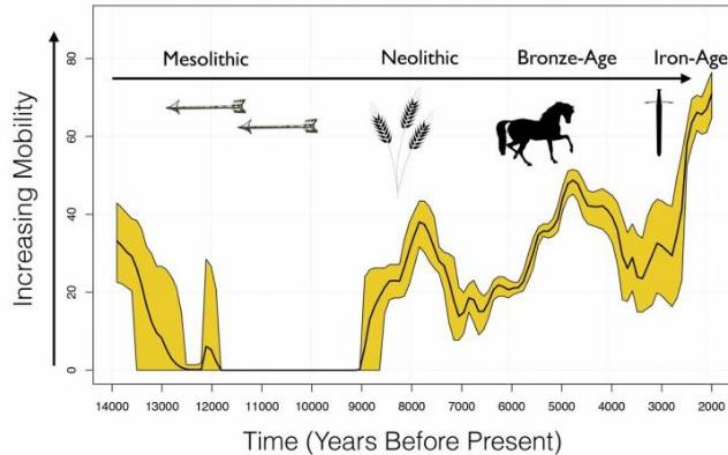 Mesolithic Neolithic Bronze-Age Iron-Age
Increasing Mobility
80
60
40
20
0
14000 13000 12000 11000 10000 9000 8000 7000 6000 5000 4000 3000 2000
Time (Years Before Present)